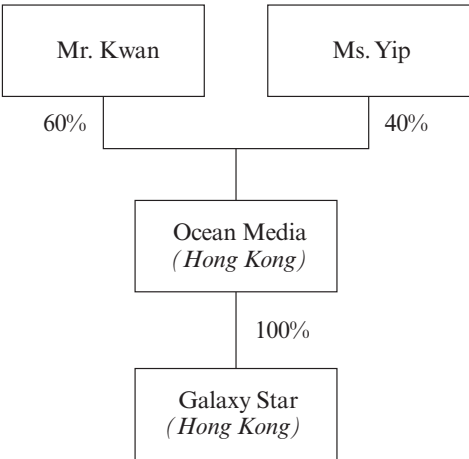 Mr. Kwan
Ms. Yip
60%
40%
Ocean Media
(Hong Kong)
100%
Galaxy Star
(Hong Kong)